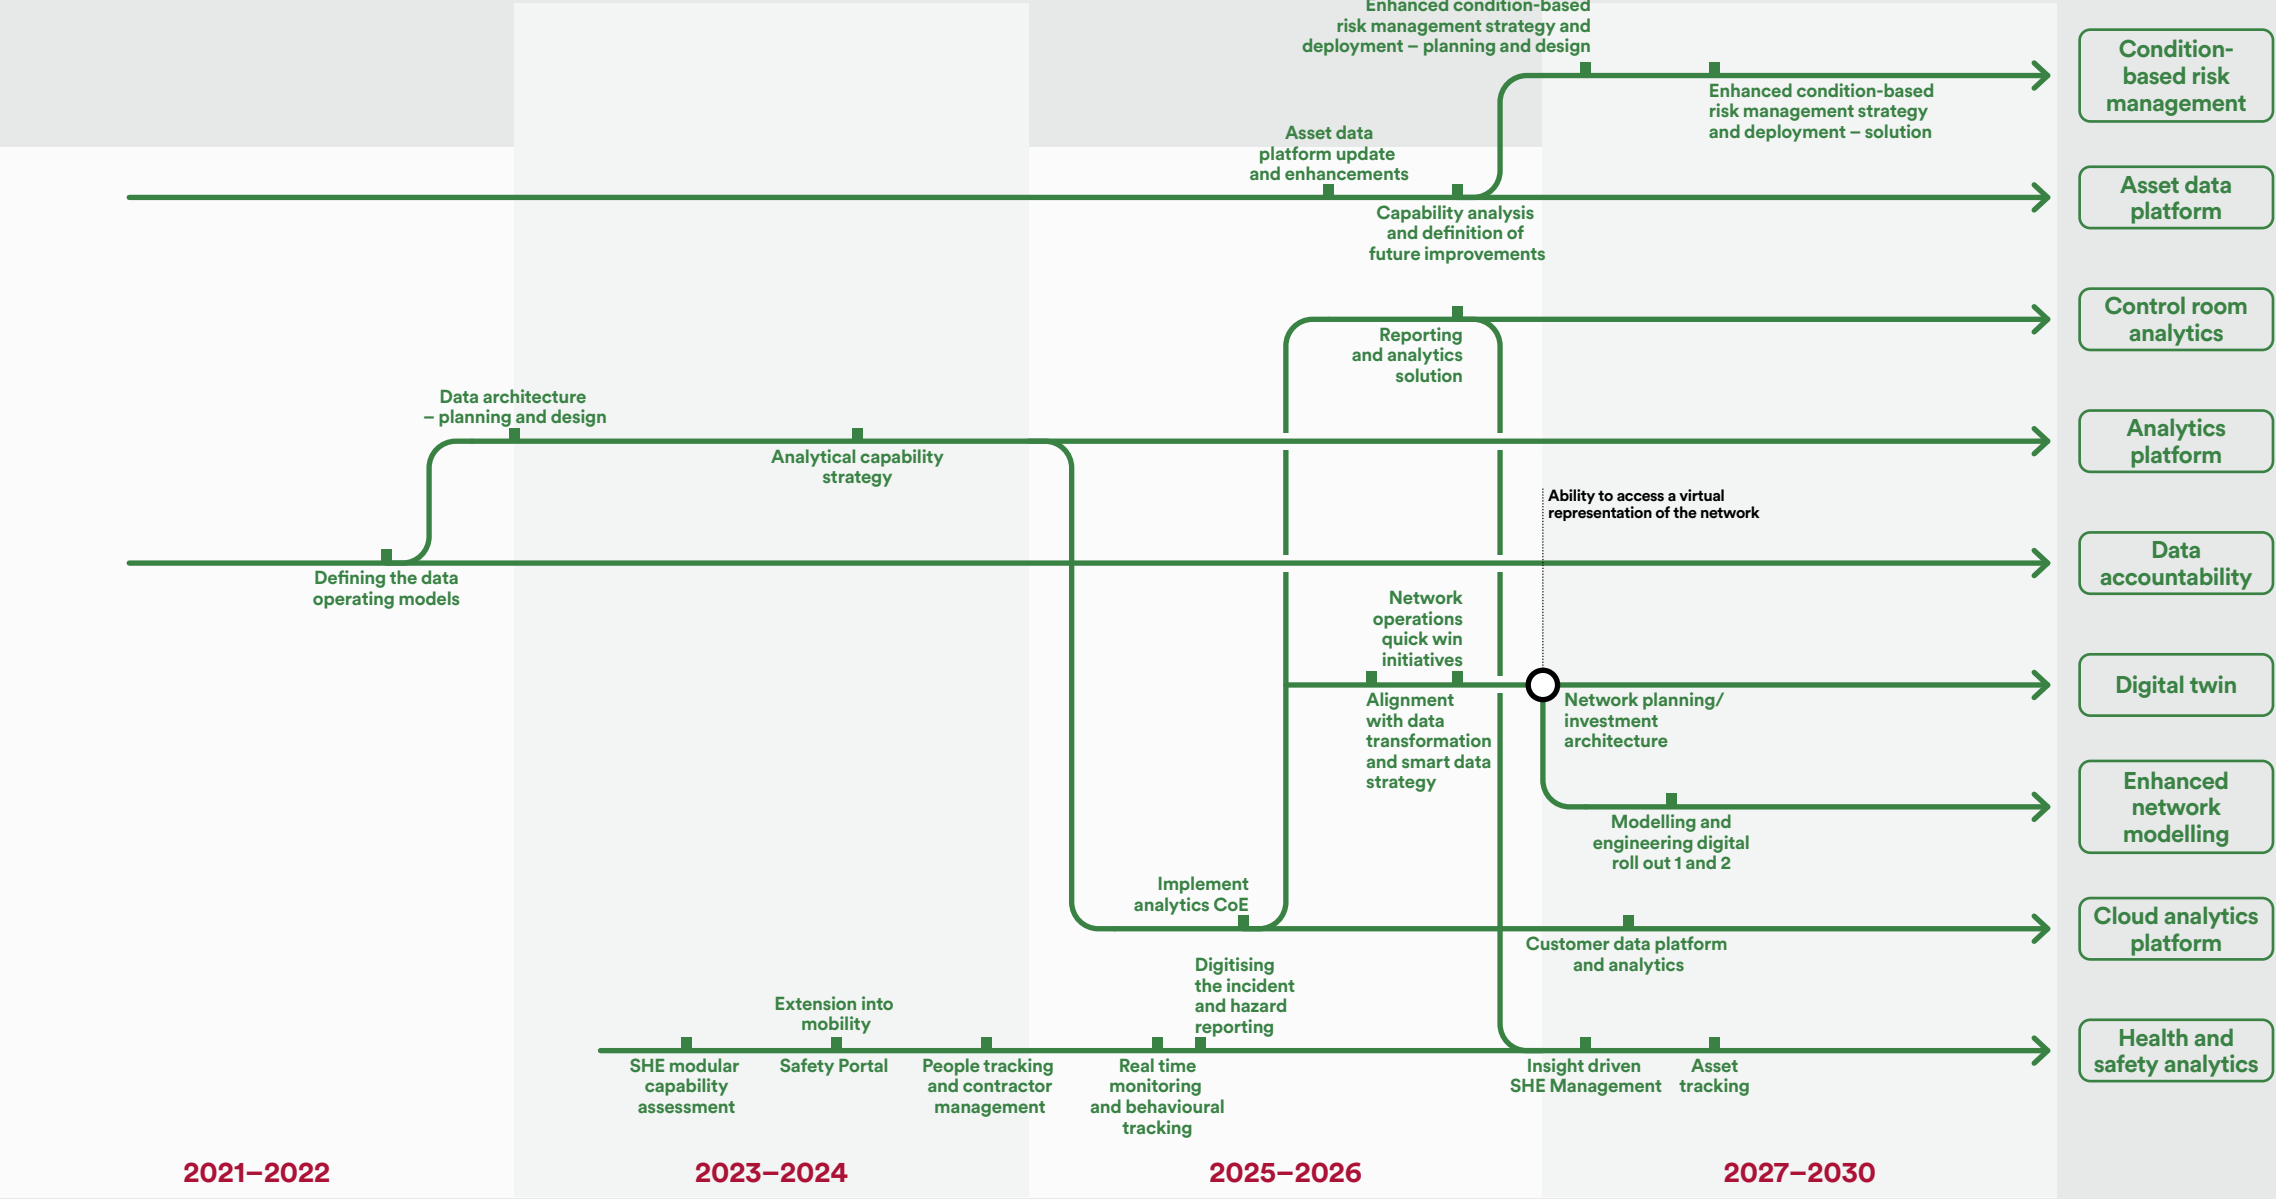 Enhanced condition-based
risk management strategy and
deployment – planning and design
Enhanced condition-based
risk management strategy
and deployment – solution
Condition-
based risk
management
Asset data
platform update
and enhancements
Capability analysis
and definition of
future improvements
Asset data
platform
Reporting
and analytics
solution
Control room
analytics
Data architecture
– planning and design
Analytical capability
strategy
Analytics
platform
Ability to access a virtual
representation of the network
Defining the data
operating models
Data
accountability
Network
operations
quick win
initiatives
Alignment
with data
transformation
and smart data
strategy
Network planning/
investment
architecture
Digital twin
Modelling and
engineering digital
roll out 1 and 2
Enhanced
network
modelling
Implement
analytics CoE
Customer data platform
and analytics
Cloud analytics
platform
Digitising
the incident
and hazard
reporting
Extension into
mobility
SHE modular
capability
assessment
Safety Portal
People tracking
and contractor
management
Real time
monitoring
and behavioural
tracking
Insight driven
SHE Management
Asset
tracking
Health and
safety analytics
2021–2022
2023–2024
2025–2026
2027–2030